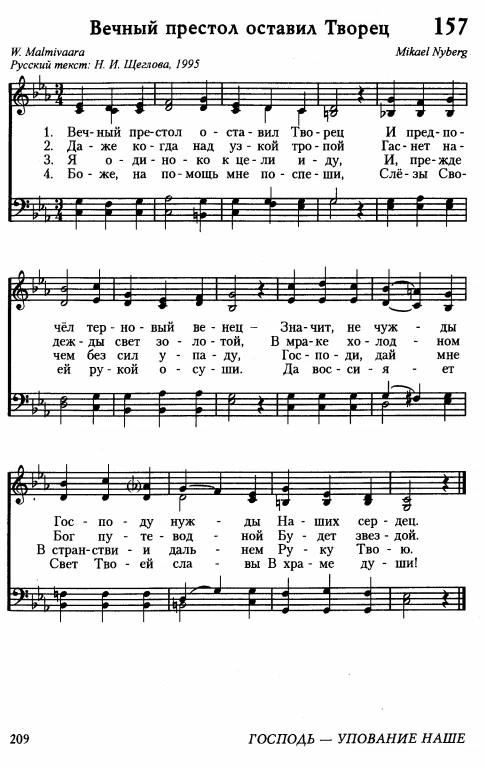 Вечный престол оставил Творец 157
W. Malmivaara Mikael Nyberg
Русский текст: Н. И. Щеглова, 1995
1. Веч-ный пре-стол о - ста - вил Тво - рец И пред-по-
2. Да - же ко-гда над уз - кой тро - пой Гас-нет на-
3. Я о - ди-но - ко к це - ли и - ду, И, пре-жде
4. Бо - же, на по-мощь мне по - спе - ши, Слё-зы Сво-
чёл тер - но - вый ве - нец – Зна-чит, не чуж - ды
деж - ды свет зо - ло - той, В мра-ке хо - лод - ном
чем без сил у - па - ду, Гос - по - ди, дай мне
ей ру - кой о - су - ши. Да вос - си - я - ет
Гос - по - ду нуж - ды На - ших сер - дец.
Бог пу - те - вод - ной Бу - дет звез - дой.
В стран-стви - и даль - нем Ру - ку Тво - ю.
Свет Тво - ей сла - вы В хра - ме ду - ши!
209 ГОСПОДЬ — УПОВАНИЕ НАШЕ